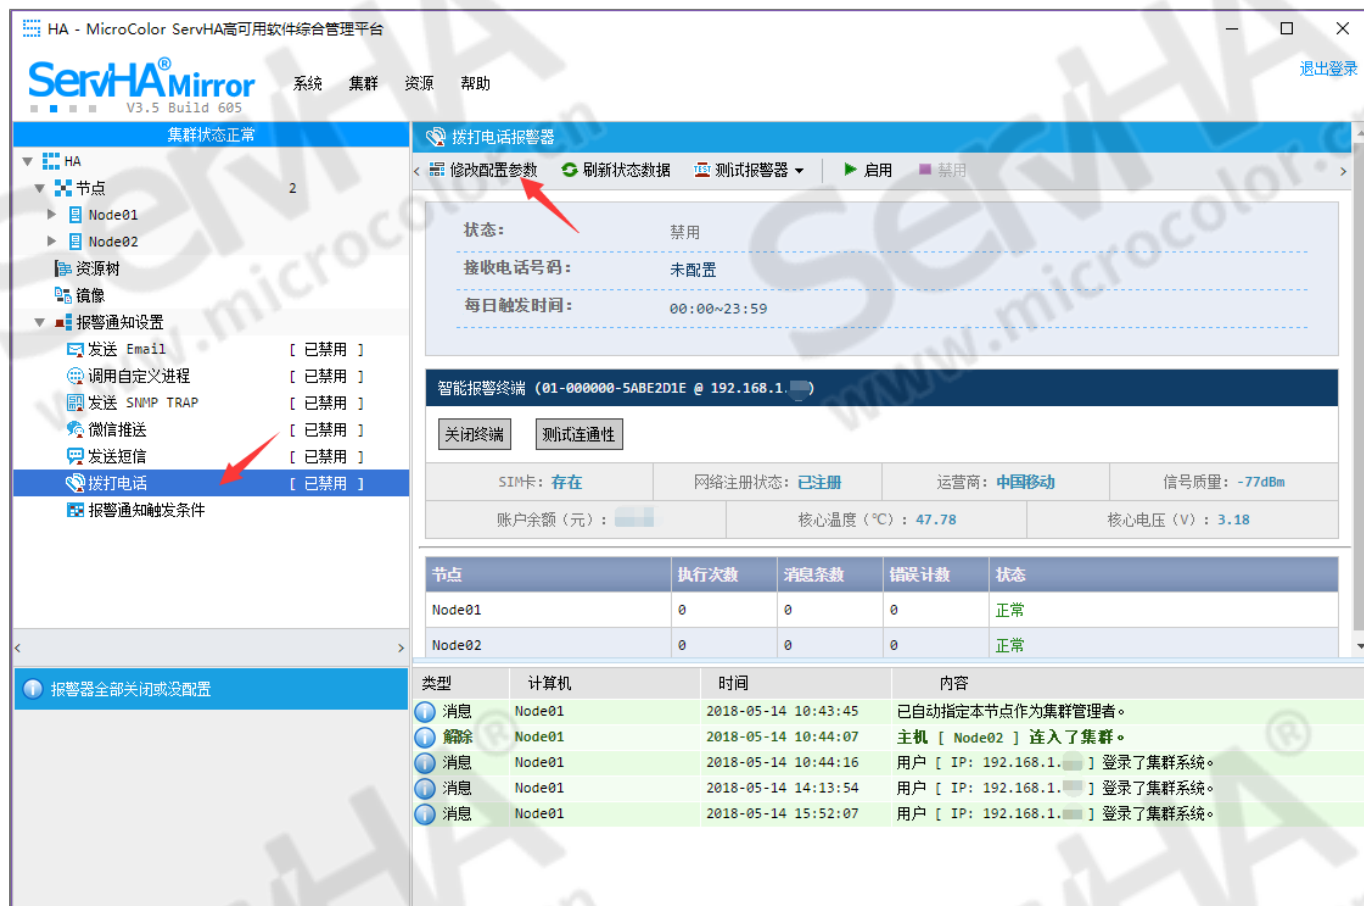 HA - MicroColor ServHA高可用软件综合管理平台
ServHA® Mirror
V3.5 Build 605
系统 集群 资源 帮助
退出登录
集群状态正常
HA
节点 2
Node01
Node02
资源树
镜像
报警通知设置
发送 Email [ 已禁用 ]
调用自定义进程 [ 已禁用 ]
发送 SNMP TRAP [ 已禁用 ]
微信推送 [ 已禁用 ]
发送短信 [ 已禁用 ]
拨打电话 [ 已禁用 ]
报警通知触发条件
报警器全部关闭或没配置
拨打电话报警器
修改配置参数 刷新状态数据 TEST 测试报警器 启用 禁用
状态: 禁用
接收电话号码: 未配置
每日触发时间: 00:00~23:59
智能报警终端 (01-000000-5ABE2D1E @ 192.168.1. )
关闭终端 测试连通性
SIM卡: 存在 网络注册状态: 已注册 运营商: 中国移动 信号质量: -77dBm
账户余额 (元) : 核心温度 (℃) : 47.78 核心电压 (V) : 3.18
节点 执行次数 消息条数 错误计数 状态
Node01 0 0 0 正常
Node02 0 0 0 正常
类型 计算机 时间 内容
消息 Node01 2018-05-14 10:43:45 已自动指定本节点作为集群管理者。
解除 Node01 2018-05-14 10:44:07 主机 [ Node02 ] 连入了集群。
消息 Node01 2018-05-14 10:44:16 用户 [ IP: 192.168.1. ] 登录了集群系统。
消息 Node01 2018-05-14 14:13:54 用户 [ IP: 192.168.1. ] 登录了集群系统。
消息 Node01 2018-05-14 15:52:07 用户 [ IP: 192.168.1. ] 登录了集群系统。
ServHA
www.microcolor.cn
ServHA
www.microcolor.cn